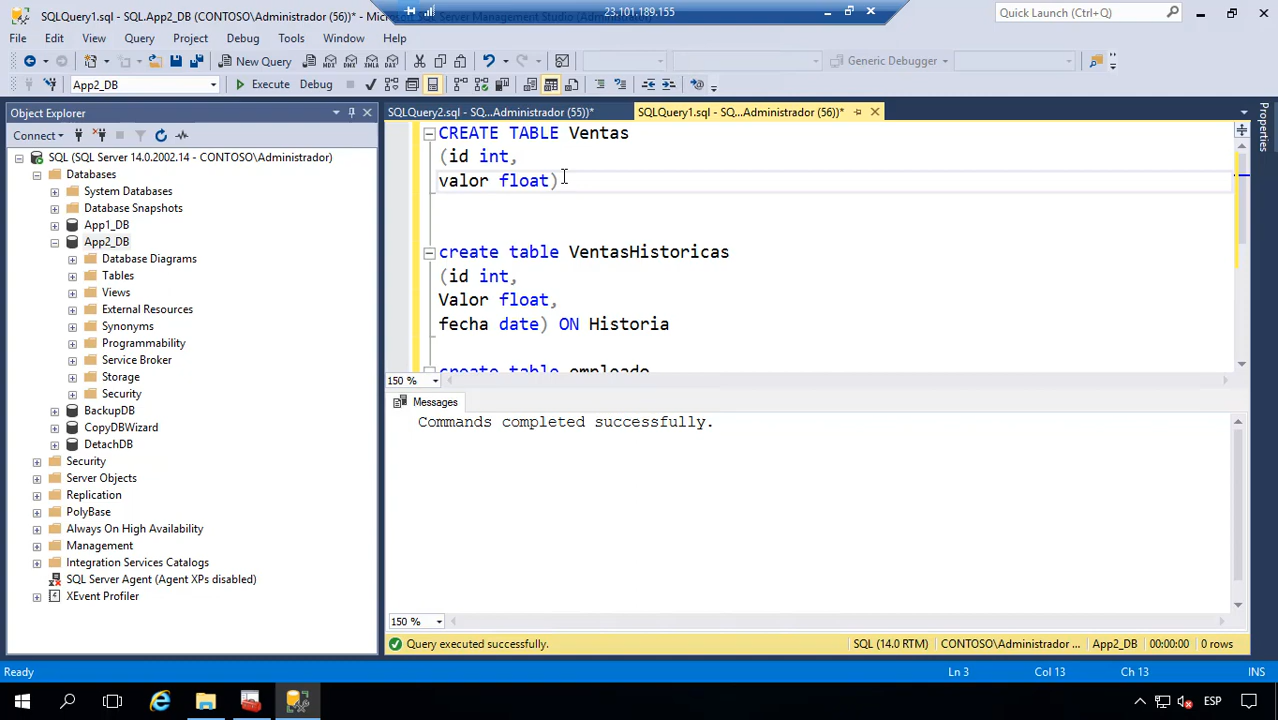 SQLQuery1.sql - SQL.App2_DB (CONTOSO\Administrador (56))* - Microsoft SQL Server Management Studio (Administrator)
23.101.189.155
Quick Launch (Ctrl+Q)
File Edit View Query Project Debug Tools Window Help
New Query MDX DMX XMLA DAX Generic Debugger
App2_DB Execute Debug
Object Explorer
SQLQuery2.sql - SQ...Administrador (55))*
SQLQuery1.sql - SQ...Administrador (56))*
Properties
Connect
SQL (SQL Server 14.0.2002.14 - CONTOSO\Administrador)
Databases
System Databases
Database Snapshots
App1_DB
App2_DB
Database Diagrams
Tables
Views
External Resources
Synonyms
Programmability
Service Broker
Storage
Security
BackupDB
CopyDBWizard
DetachDB
Security
Server Objects
Replication
PolyBase
Always On High Availability
Management
Integration Services Catalogs
SQL Server Agent (Agent XPs disabled)
XEvent Profiler
CREATE TABLE Ventas
(id int,
valor float)
create table VentasHistoricas
(id int,
Valor float,
fecha date) ON Historia
create table empleado
150 %
Messages
Commands completed successfully.
150 %
Query executed successfully.
SQL (14.0 RTM)
CONTOSO\Administrador ...
App2_DB
00:00:00
0 rows
Ready
Ln 3
Col 13
Ch 13
INS
ESP